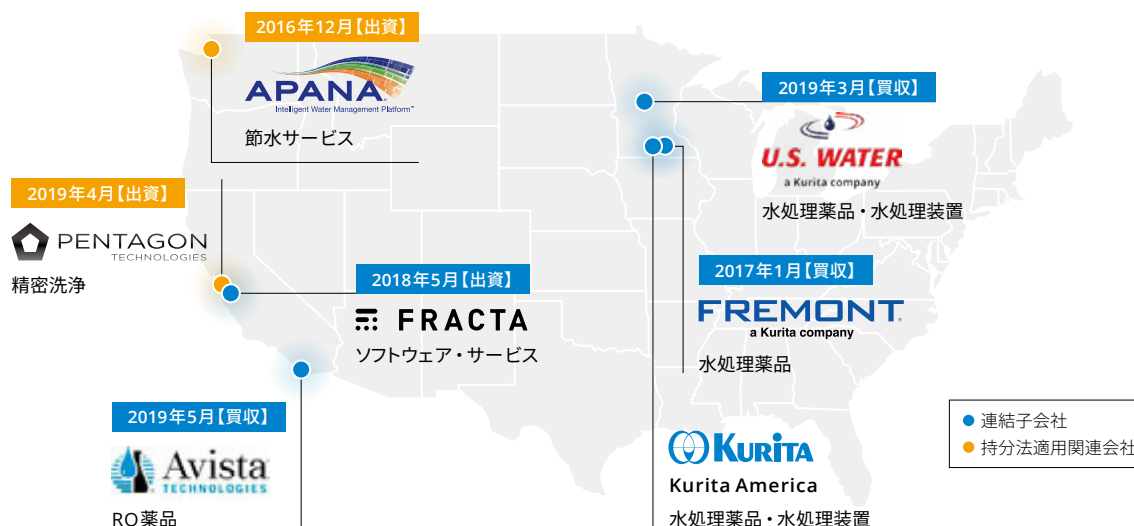 2016年12月【出資】
APANA
Intelligent Water Management Platform™
節水サービス
2019年3月【買収】
U.S. WATER
a Kurita company
水処理薬品・水処理装置
2019年4月【出資】
PENTAGON
TECHNOLOGIES
精密洗浄
2018年5月【出資】
FRACTA
ソフトウェア・サービス
2017年1月【買収】
FREMONT
a Kurita company
水処理薬品
2019年5月【買収】
Avista
TECHNOLOGIES
RO薬品
KURITA
Kurita America
水処理薬品・水処理装置
連結子会社
持分法適用関連会社